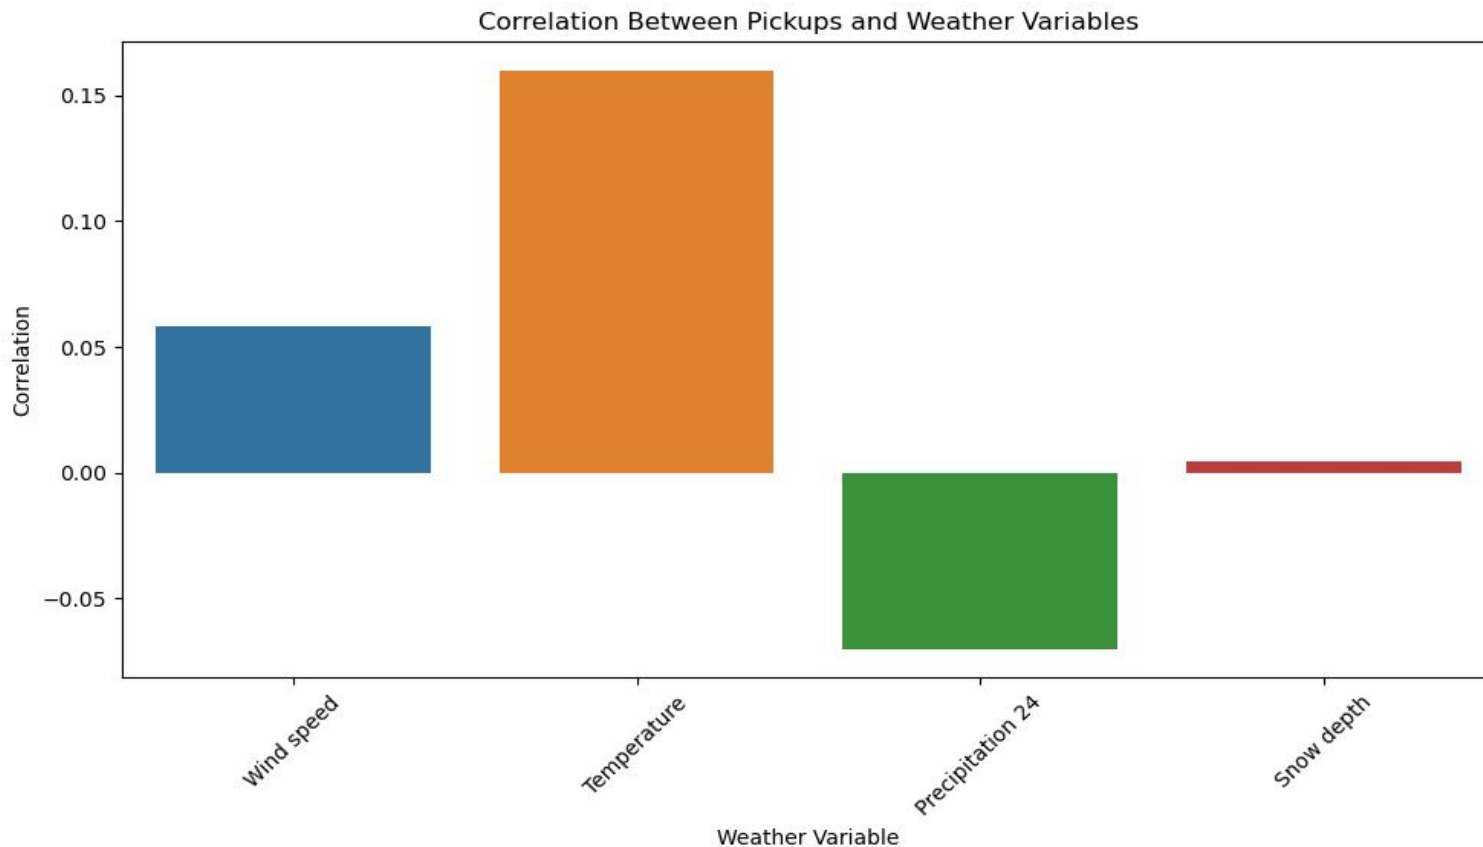 Correlation Between Pickups and Weather Variables
0.15
0.10
0.05
0.00
−0.05
Correlation
Wind speed
Temperature
Precipitation 24
Snow depth
Weather Variable